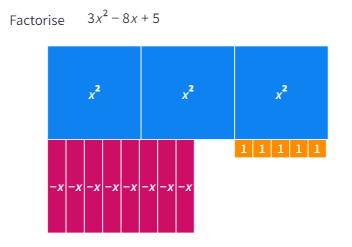 Factorise 3x² – 8x + 5
x² x² x²
1 1 1 1 1
–x –x –x –x –x –x –x –x